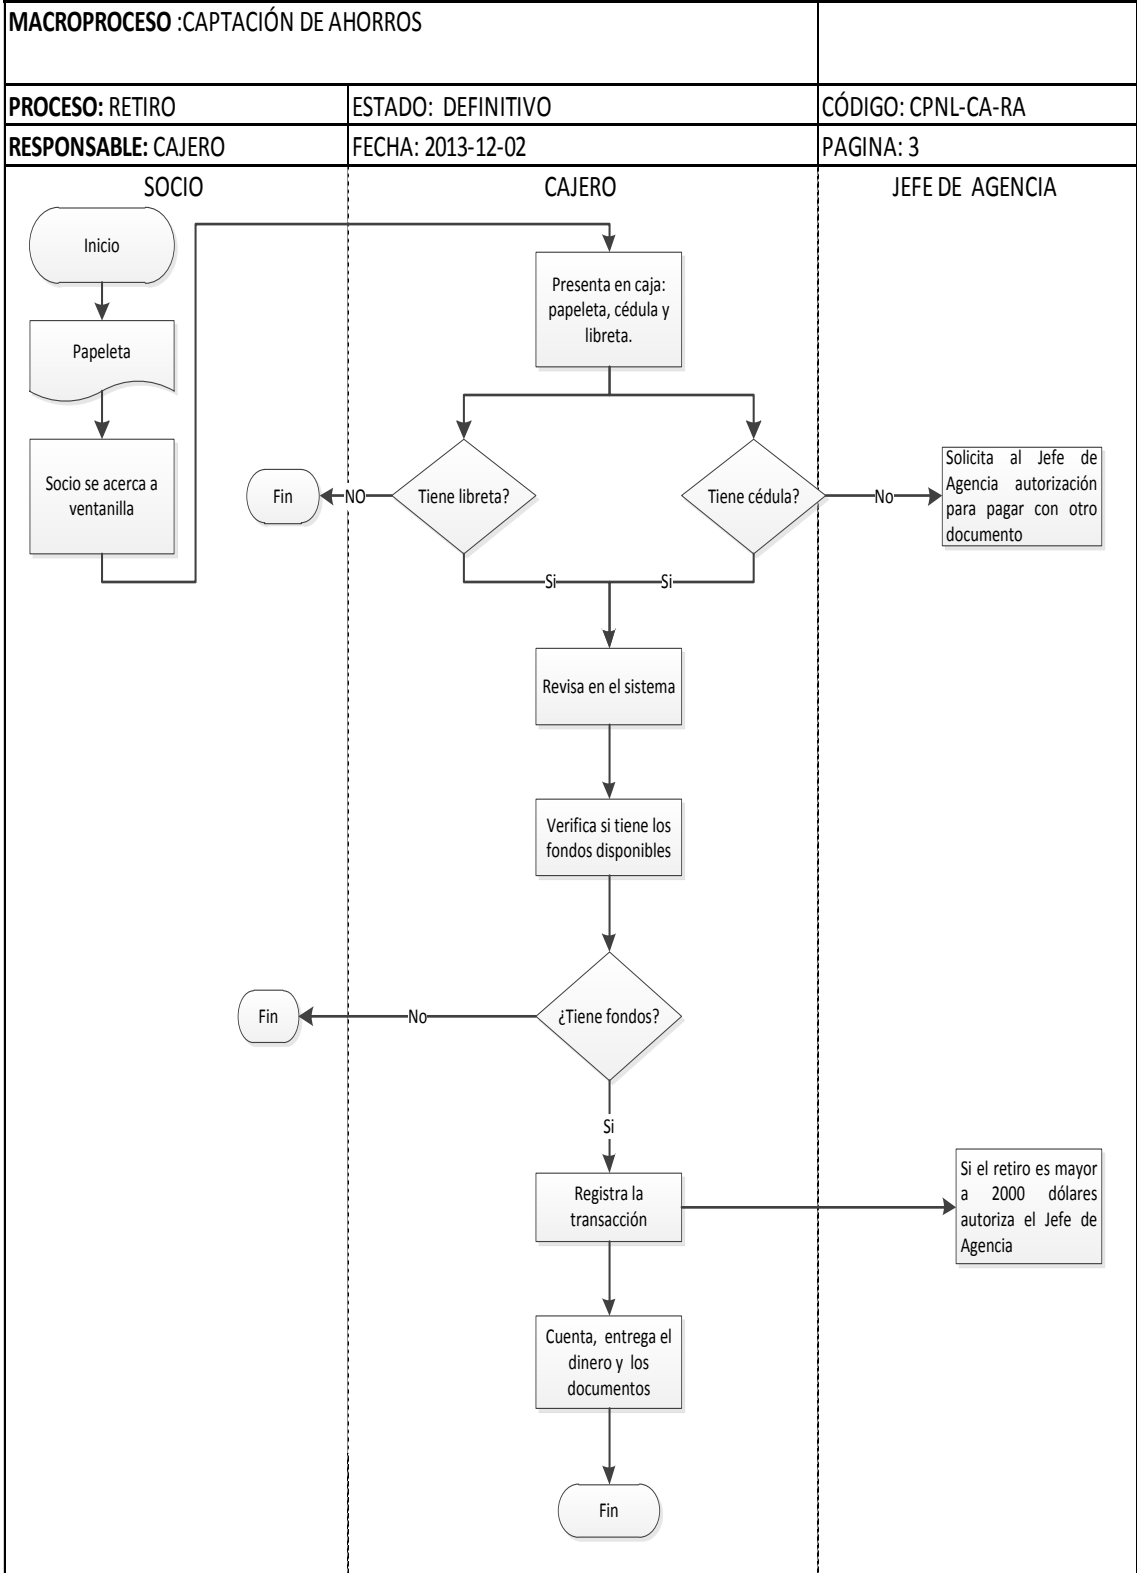 MACROPROCESO :CAPTACIÓN DE AHORROS
PROCESO: RETIRO
ESTADO: DEFINITIVO
CÓDIGO: CPNL-CA-RA
RESPONSABLE: CAJERO
FECHA: 2013-12-02
PAGINA: 3
SOCIO
CAJERO
JEFE DE AGENCIA
Inicio
Papeleta
Socio se acerca a
ventanilla
Presenta en caja:
papeleta, cédula y
libreta.
Fin
NO
Tiene libreta?
Tiene cédula?
No
Solicita al Jefe de
Agencia autorización
para pagar con otro
documento
Si
Si
Revisa en el sistema
Verifica si tiene los
fondos disponibles
Fin
No
¿Tiene fondos?
Si
Registra la
transacción
Si el retiro es mayor
a 2000 dólares
autoriza el Jefe de
Agencia
Cuenta, entrega el
dinero y los
documentos
Fin